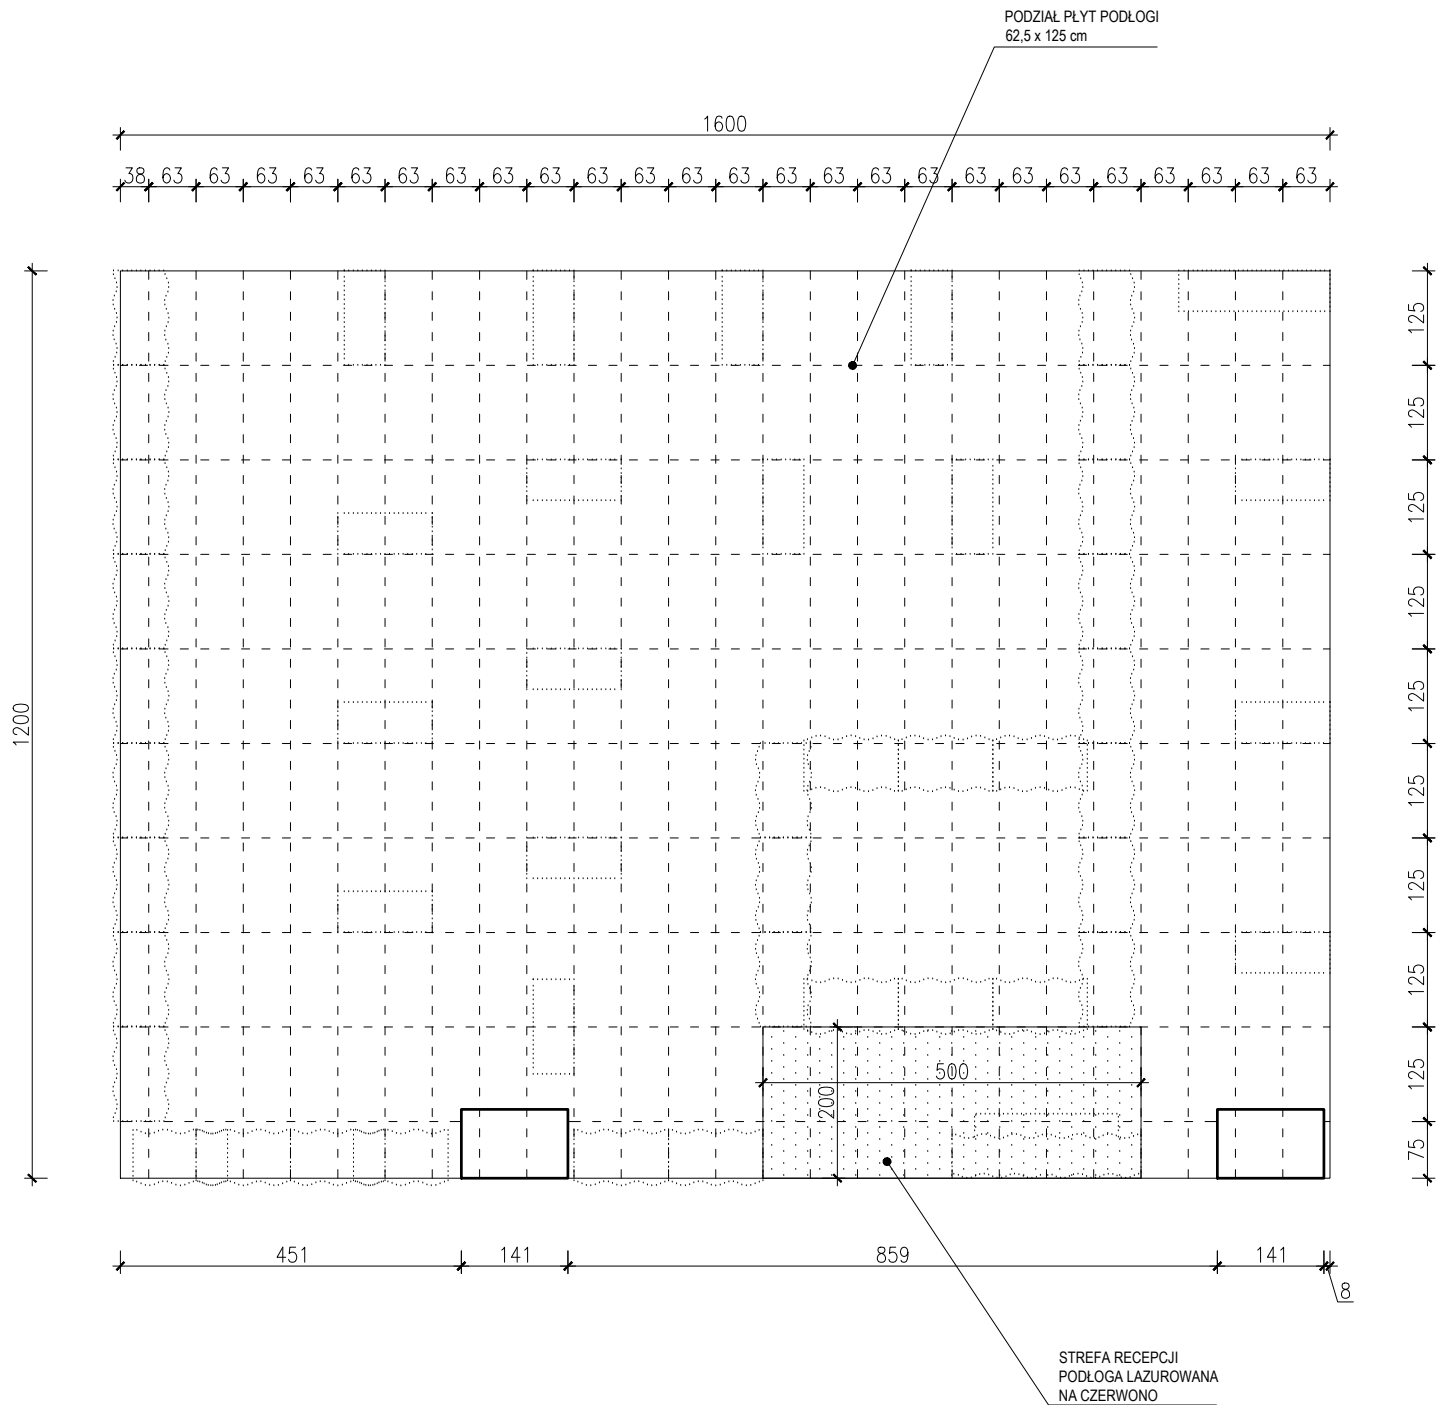 PODZIAŁ PŁYT PODŁOGI
62,5 x 125 cm
1600
38 63 63 63 63 63 63 63 63 63 63 63 63 63 63 63 63 63 63 63 63 63 63 63 63 63
1200
125
125
125
125
125
125
125
125
125
75
500
200
451 141 859 141
8
STREFA RECEPCJI
PODŁOGA LAZUROWANA
NA CZERWONO